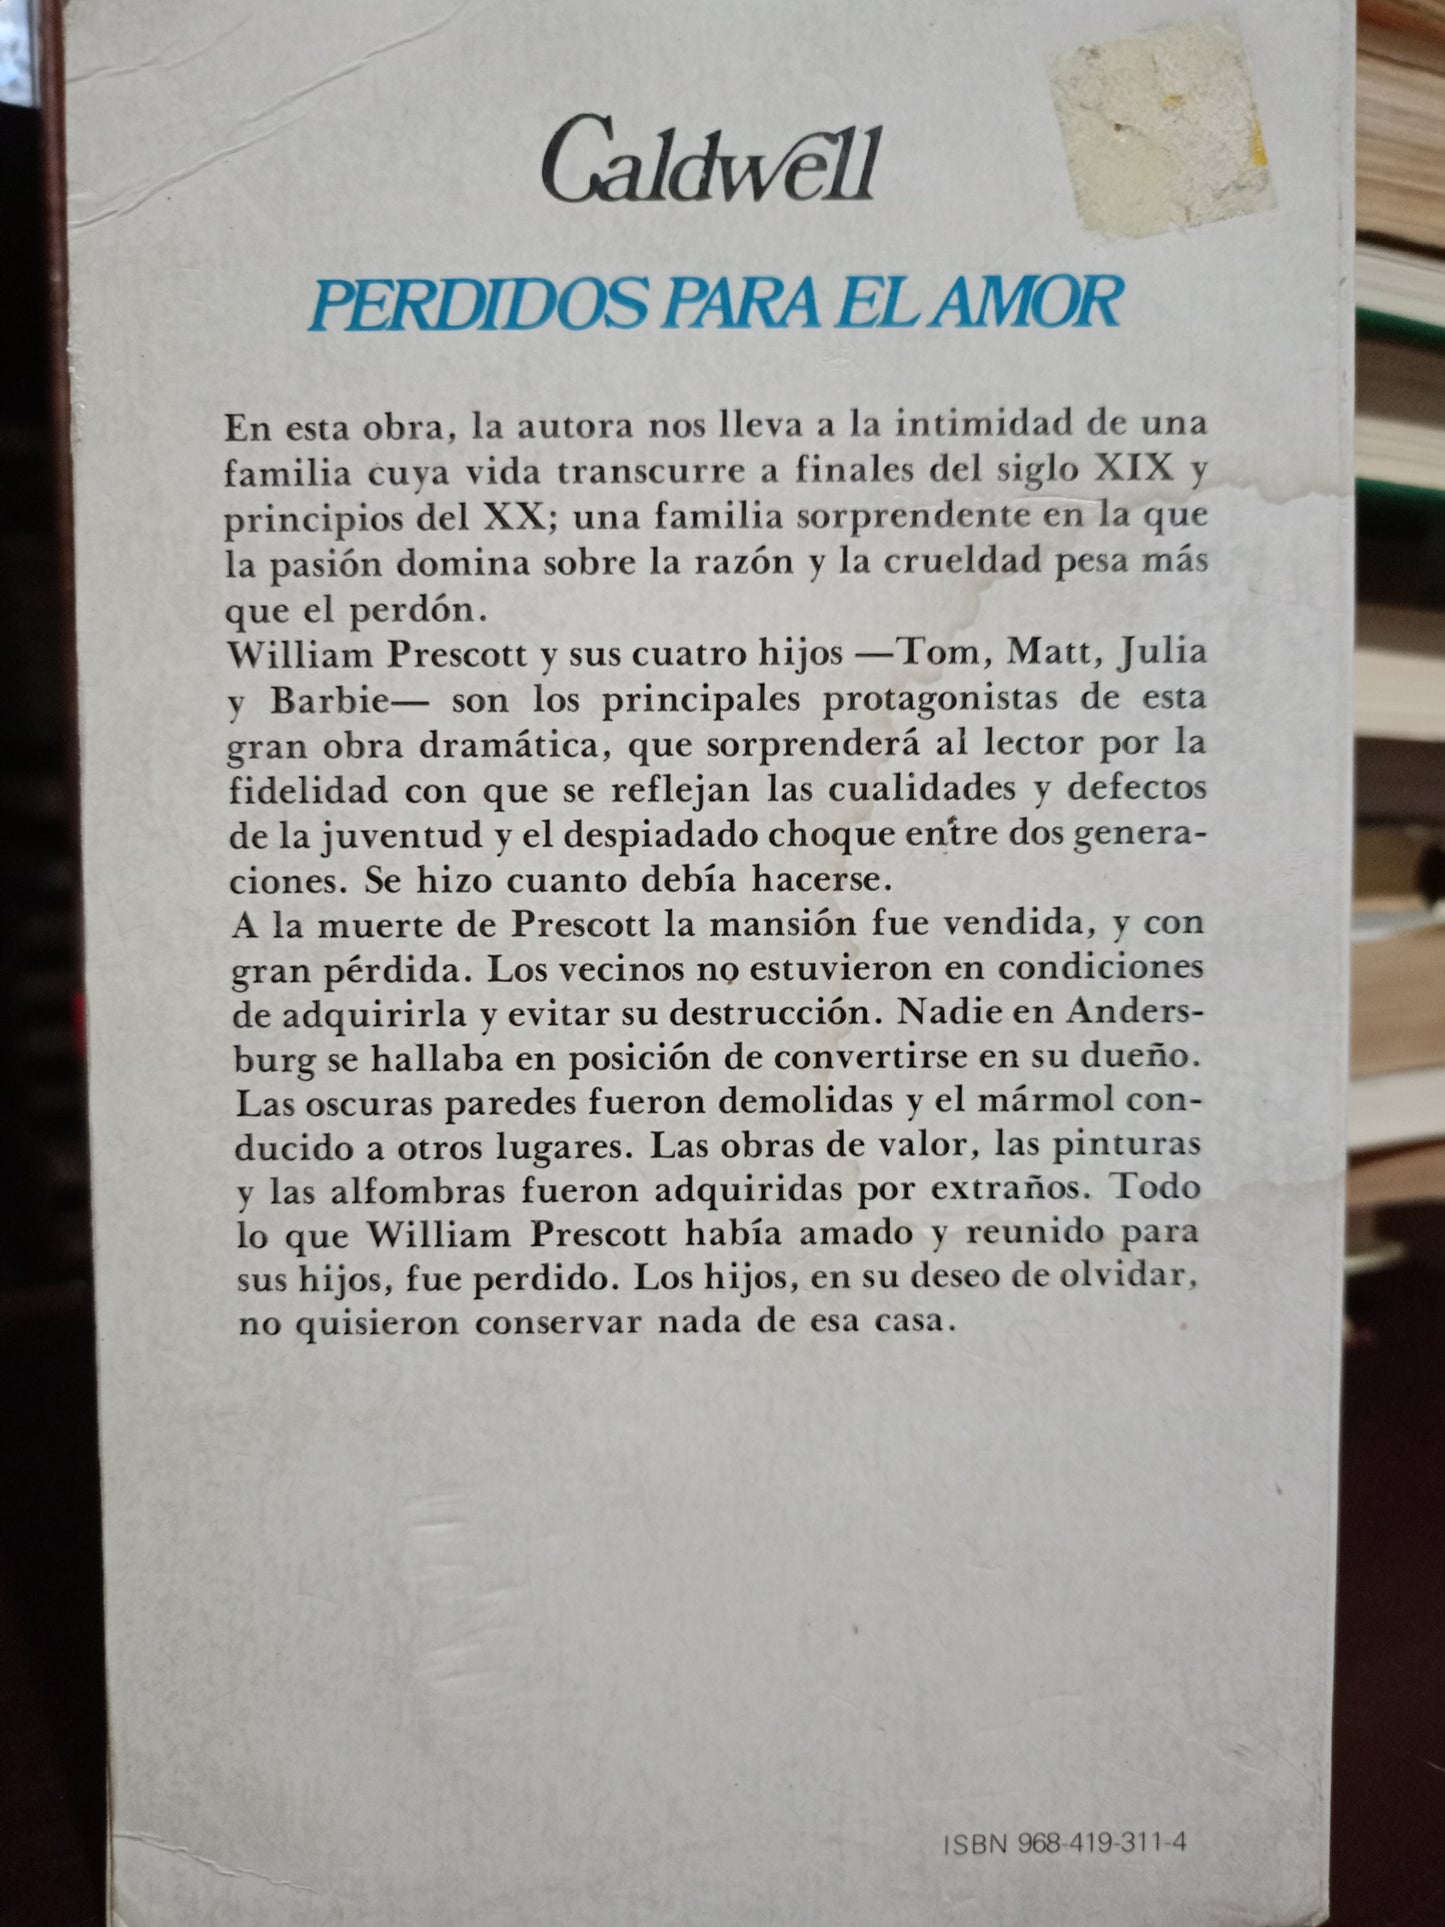 Caldwell
PERDIDOS PARA EL AMOR
En esta obra, la autora nos lleva a la intimidad de una
familia cuya vida transcurre a finales del siglo XIX y
principios del XX; una familia sorprendente en la que
la pasión domina sobre la razón y la crueldad pesa más
que el perdón.
William Prescott y sus cuatro hijos —Tom, Matt, Julia
y Barbie— son los principales protagonistas de esta
gran obra dramática, que sorprenderá al lector por la
fidelidad con que se reflejan las cualidades y defectos
de la juventud y el despiadado choque entre dos genera-
ciones. Se hizo cuanto debía hacerse.
A la muerte de Prescott la mansión fue vendida, y con
gran pérdida. Los vecinos no estuvieron en condiciones
de adquirirla y evitar su destrucción. Nadie en Anders-
burg se hallaba en posición de convertirse en su dueño.
Las oscuras paredes fueron demolidas y el mármol con-
ducido a otros lugares. Las obras de valor, las pinturas
y las alfombras fueron adquiridas por extraños. Todo
lo que William Prescott había amado y reunido para
sus hijos, fue perdido. Los hijos, en su deseo de olvidar,
no quisieron conservar nada de esa casa.
ISBN 968-419-311-4